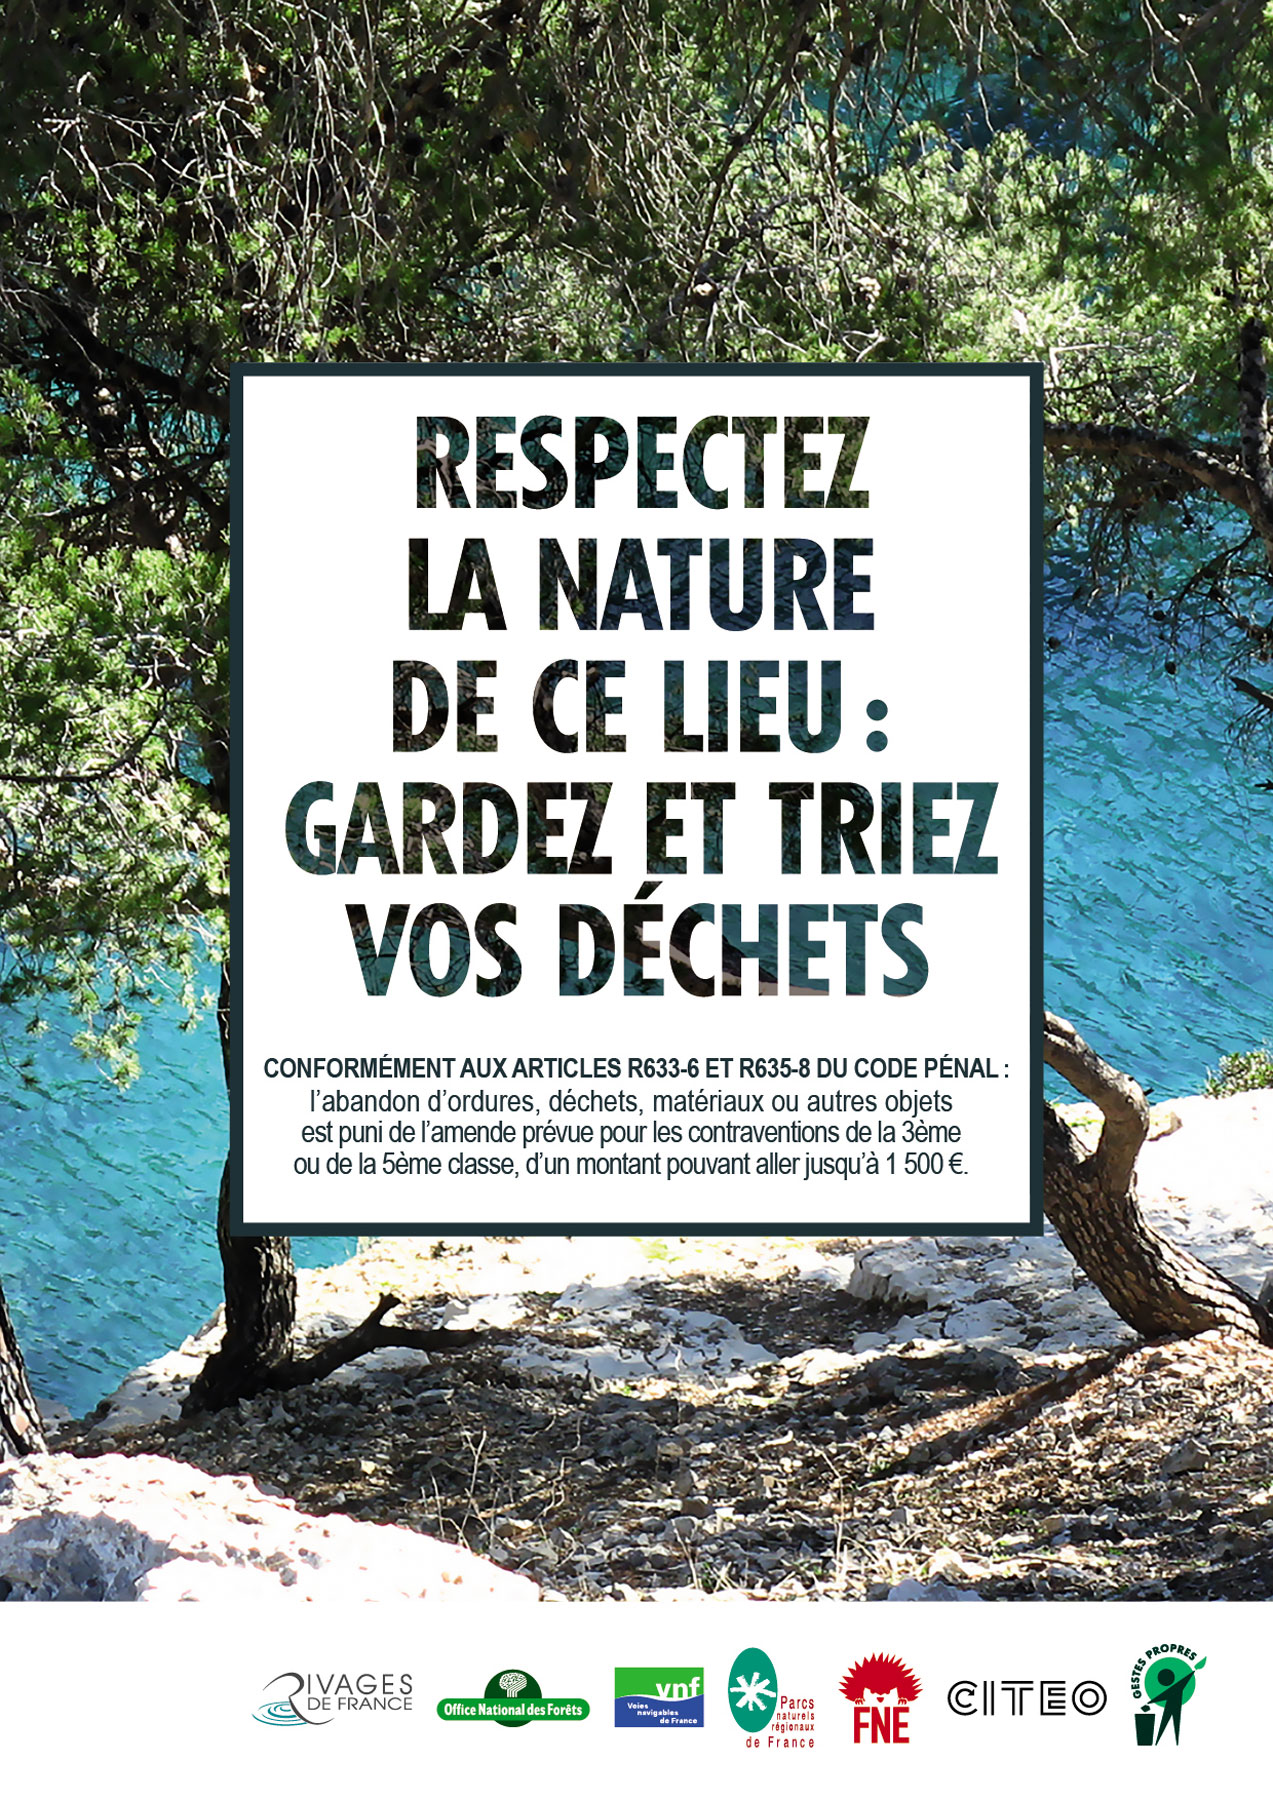 RESPECTEZ
LA NATURE
DE CE LIEU :
GARDEZ ET TRIEZ
VOS DÉCHETS
CONFORMÉMENT AUX ARTICLES R633-6 ET R635-8 DU CODE PÉNAL :
l’abandon d’ordures, déchets, matériaux ou autres objets
est puni de l’amende prévue pour les contraventions de la 3ème
ou de la 5ème classe, d’un montant pouvant aller jusqu’à 1 500 €.
RIVAGES
DE FRANCE
Office National des Forêts
vnf
Voies
navigables
de France
Parcs
naturels
régionaux
de France
FNE
CITEO
GESTES PROPRES